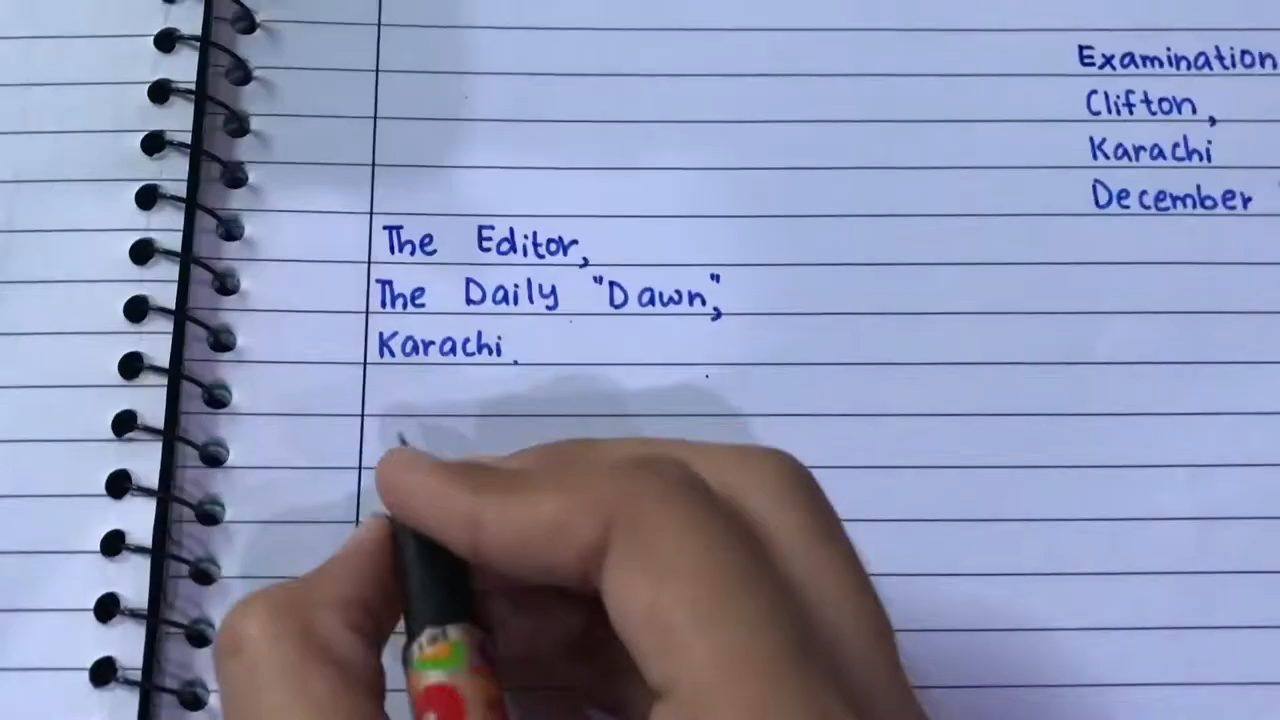 Examination
Clifton,
Karachi
December
The Editor,
The Daily "Dawn",
Karachi.